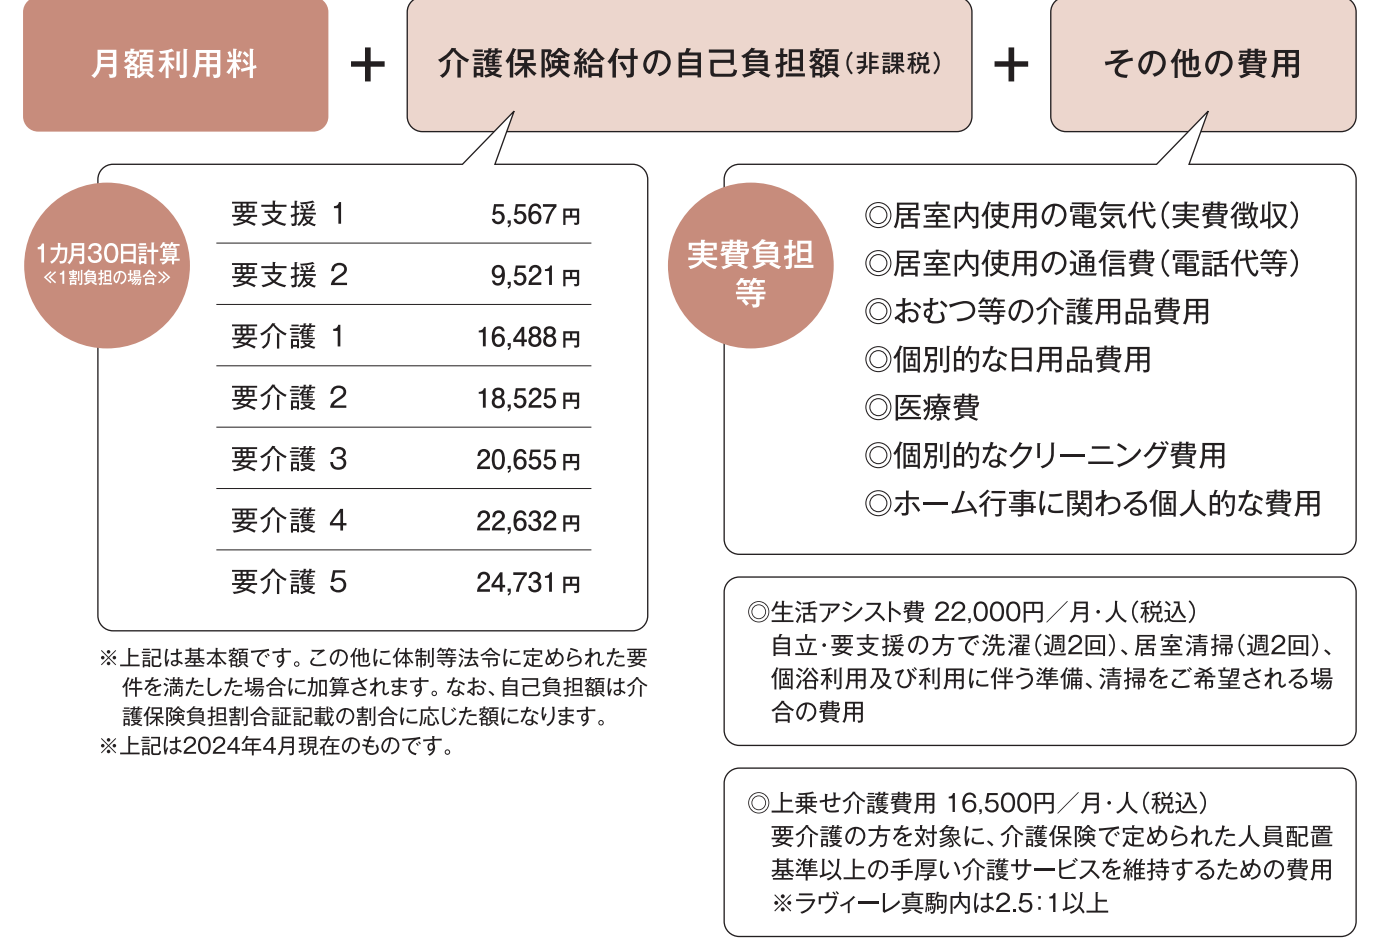 月額利用料 + 介護保険給付の自己負担額(非課税) + その他の費用
1カ月30日計算
≪1割負担の場合≫
要支援 1 5,567円
要支援 2 9,521円
要介護 1 16,488円
要介護 2 18,525円
要介護 3 20,655円
要介護 4 22,632円
要介護 5 24,731円
※上記は基本額です。この他に体制等法令に定められた要
件を満たした場合に加算されます。なお、自己負担額は介
護保険負担割合証記載の割合に応じた額になります。
※上記は2024年4月現在のものです。
実費負担
等
◎居室内使用の電気代(実費徴収)
◎居室内使用の通信費(電話代等)
◎おむつ等の介護用品費用
◎個別的な日用品費用
◎医療費
◎個別的なクリーニング費用
◎ホーム行事に関わる個人的な費用
◎生活アシスト費 22,000円/月・人(税込)
自立・要支援の方で洗濯(週2回)、居室清掃(週2回)、
個浴利用及び利用に伴う準備、清掃をご希望される場
合の費用
◎上乗せ介護費用 16,500円/月・人(税込)
要介護の方を対象に、介護保険で定められた人員配置
基準以上の手厚い介護サービスを維持するための費用
※ラヴィーレ真駒内は2.5:1以上